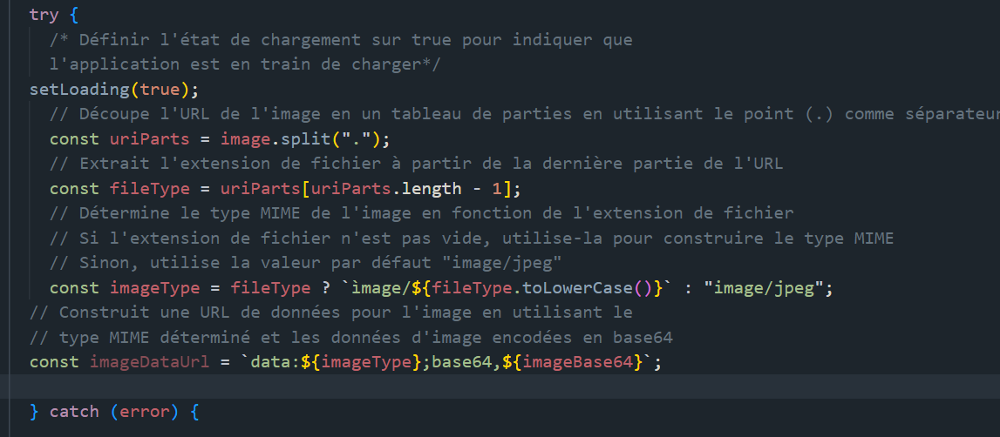 try {
/* Définir l'état de chargement sur true pour indiquer que
l'application est en train de charger*/
setLoading(true);
// Découpe l'URL de l'image en un tableau de parties en utilisant le point (.) comme séparateur
const uriParts = image.split(".");
// Extrait l'extension de fichier à partir de la dernière partie de l'URL
const fileType = uriParts[uriParts.length - 1];
// Détermine le type MIME de l'image en fonction de l'extension de fichier
// Si l'extension de fichier n'est pas vide, utilise-la pour construire le type MIME
// Sinon, utilise la valeur par défaut "image/jpeg"
const imageType = fileType ? `ìmage/${fileType.toLowerCase()}` : "image/jpeg";
// Construit une URL de données pour l'image en utilisant le
// type MIME déterminé et les données d'image encodées en base64
const imageDataUrl = `data:${imageType};base64,${imageBase64}`;
} catch (error) {